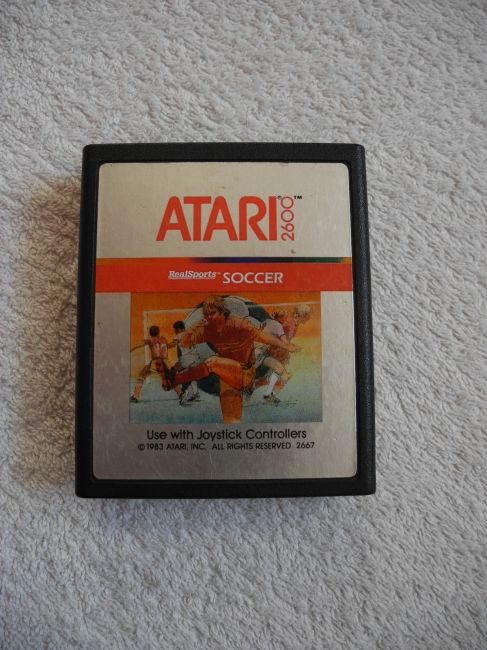 ATARI® 2600™
RealSports™ SOCCER
Use with Joystick Controllers
© 1983 ATARI, INC. ALL RIGHTS RESERVED 2667